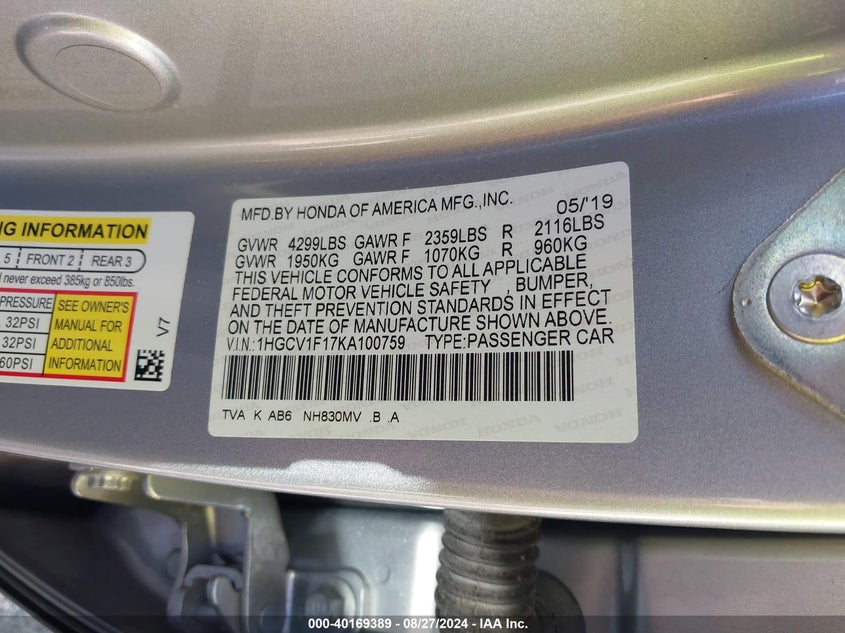 MFD.BY HONDA OF AMERICA MFG.,INC. 05/'19
GVWR 4299LBS GAWR F 2359LBS R 2116LBS
GVWR 1950KG GAWR F 1070KG R 960KG
THIS VEHICLE CONFORMS TO ALL APPLICABLE
FEDERAL MOTOR VEHICLE SAFETY , BUMPER,
AND THEFT PREVENTION STANDARDS IN EFFECT
ON THE DATE OF MANUFACTURE SHOWN ABOVE.
V.I.N.: 1HGCV1F17KA100759 TYPE:PASSENGER CAR
TVA K AB6 NH830MV .B .A
INFORMATION
5 FRONT 2 REAR 3
never exceed 385kg or 850lbs.
PRESSURE
32PSI
32PSI
60PSI
SEE OWNER'S
MANUAL FOR
ADDITIONAL
INFORMATION
V7
000-40169389 - 08/27/2024 - IAA Inc.